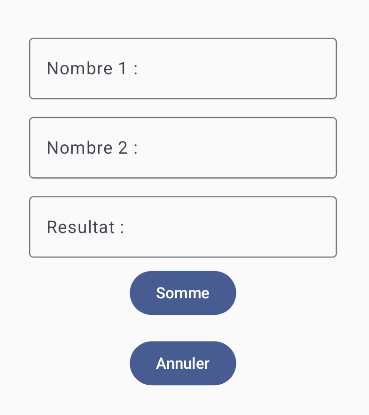 Nombre 1 :
Nombre 2 :
Resultat :
Somme
Annuler